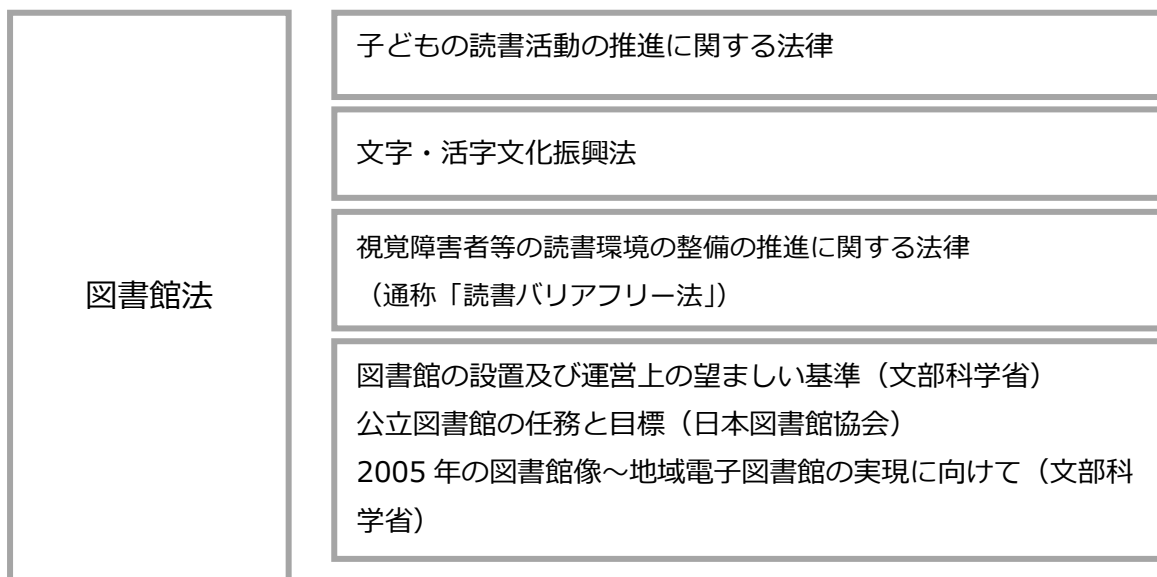 図書館法
子どもの読書活動の推進に関する法律
文字・活字文化振興法
視覚障害者等の読書環境の整備の推進に関する法律
（通称「読書バリアフリー法」）
図書館の設置及び運営上の望ましい基準（文部科学省）
公立図書館の任務と目標（日本図書館協会）
2005 年の図書館像～地域電子図書館の実現に向けて（文部科
学省）